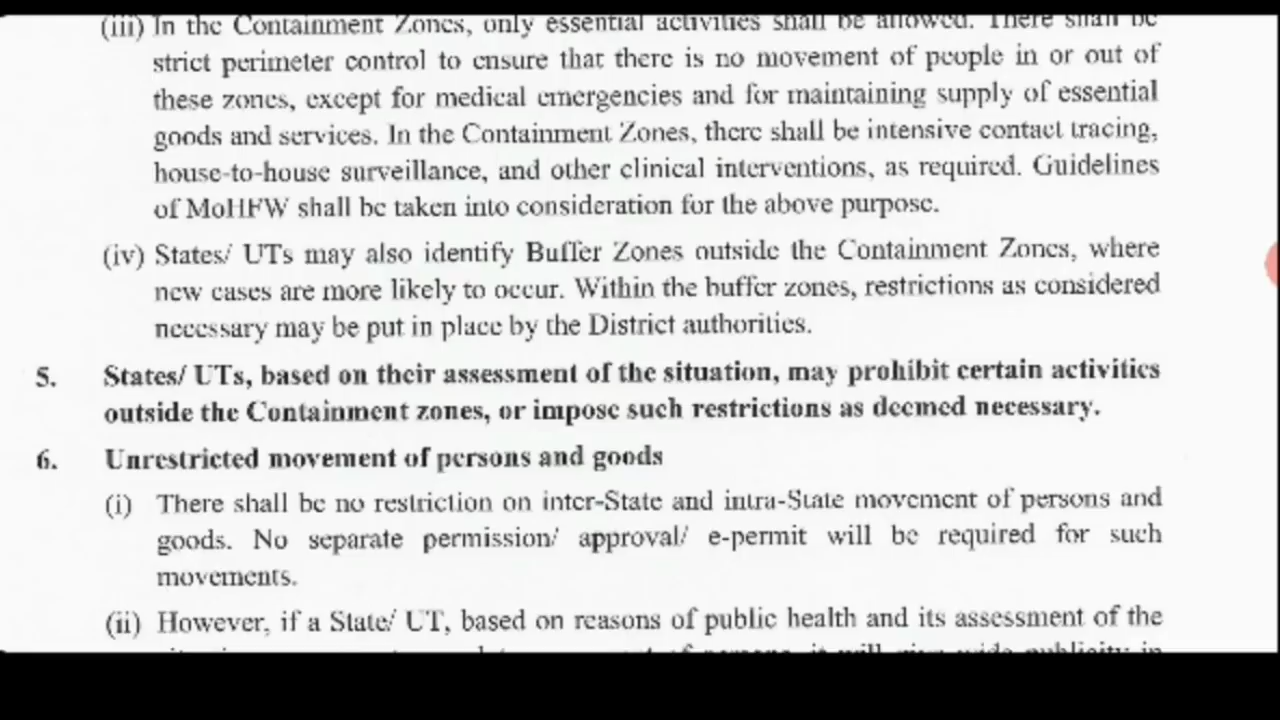 (iii) In the Containment Zones, only essential activities shall be allowed. There shall be
strict perimeter control to ensure that there is no movement of people in or out of
these zones, except for medical emergencies and for maintaining supply of essential
goods and services. In the Containment Zones, there shall be intensive contact tracing,
house-to-house surveillance, and other clinical interventions, as required. Guidelines
of MoHFW shall be taken into consideration for the above purpose.
(iv) States/ UTs may also identify Buffer Zones outside the Containment Zones, where
new cases are more likely to occur. Within the buffer zones, restrictions as considered
necessary may be put in place by the District authorities.
5. States/ UTs, based on their assessment of the situation, may prohibit certain activities
outside the Containment zones, or impose such restrictions as deemed necessary.
6. Unrestricted movement of persons and goods
(i) There shall be no restriction on inter-State and intra-State movement of persons and
goods. No separate permission/ approval/ e-permit will be required for such
movements.
(ii) However, if a State/ UT, based on reasons of public health and its assessment of the
of persons, it will give wide publicity in